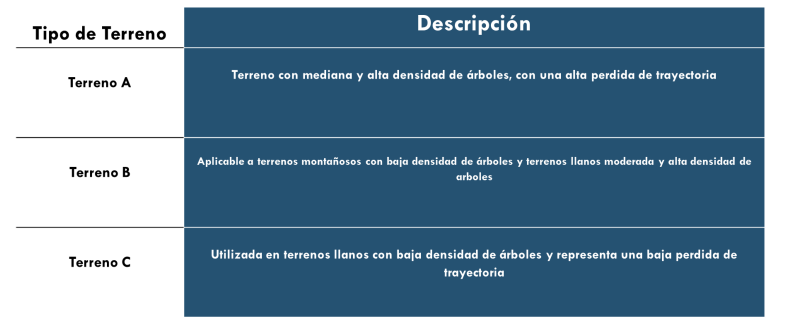 Tipo de Terreno
Descripción
Terreno A
Terreno con mediana y alta densidad de árboles, con una alta perdida de trayectoria
Terreno B
Aplicable a terrenos montañosos con baja densidad de árboles y terrenos llanos moderada y alta densidad de
arboles
Terreno C
Utilizada en terrenos llanos con baja densidad de árboles y representa una baja perdida de
trayectoria